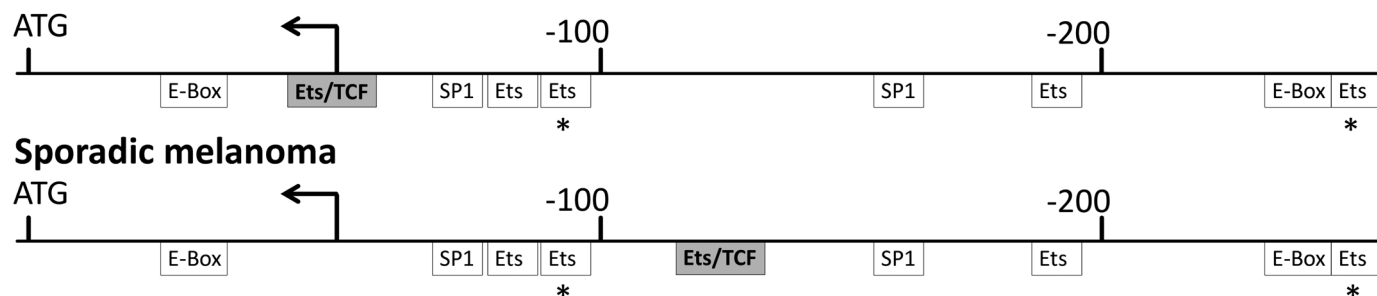 ATG -100 -200
E-Box Ets/TCF SP1 Ets Ets SP1 Ets E-Box Ets
* *
Sporadic melanoma
ATG -100 -200
E-Box SP1 Ets Ets Ets/TCF SP1 Ets E-Box Ets
* *